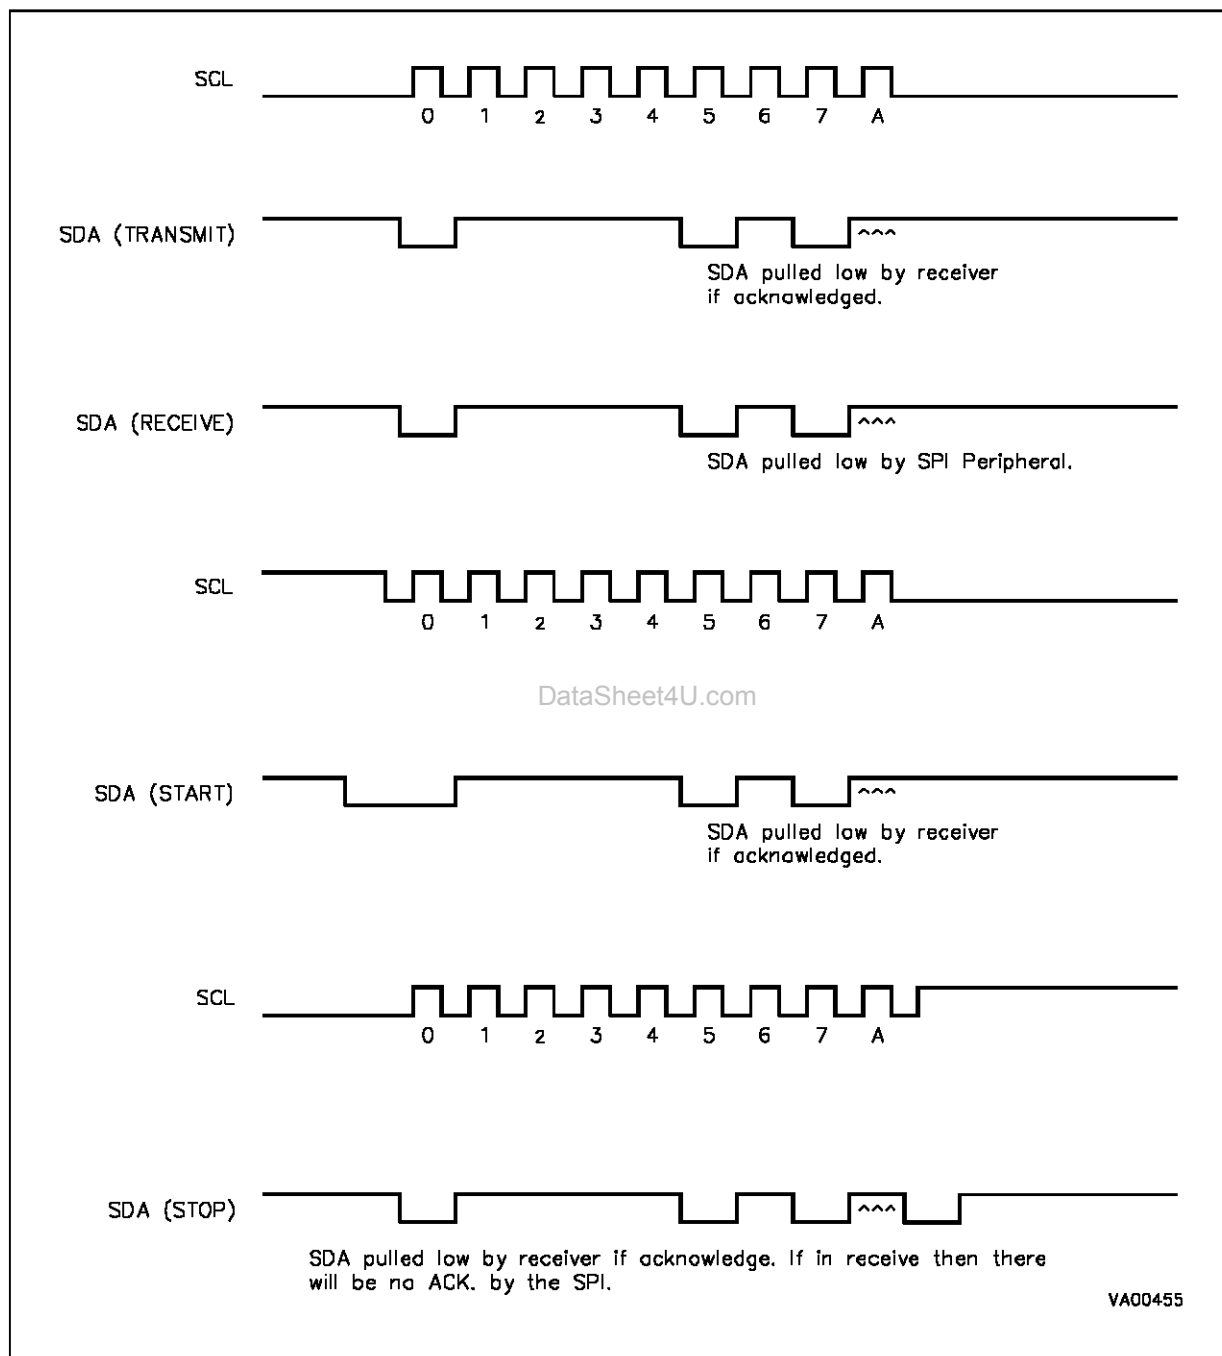 SCL
0 1 2 3 4 5 6 7 A
SDA (TRANSMIT)
^^^
SDA pulled low by receiver
if acknowledged.
SDA (RECEIVE)
^^^
SDA pulled low by SPI Peripheral.
SCL
0 1 2 3 4 5 6 7 A
DataSheet4U.com
SDA (START)
^^^
SDA pulled low by receiver
if acknowledged.
SCL
0 1 2 3 4 5 6 7 A
SDA (STOP)
^^^
SDA pulled low by receiver if acknowledge. If in receive then there
will be no ACK. by the SPI.
VA00455